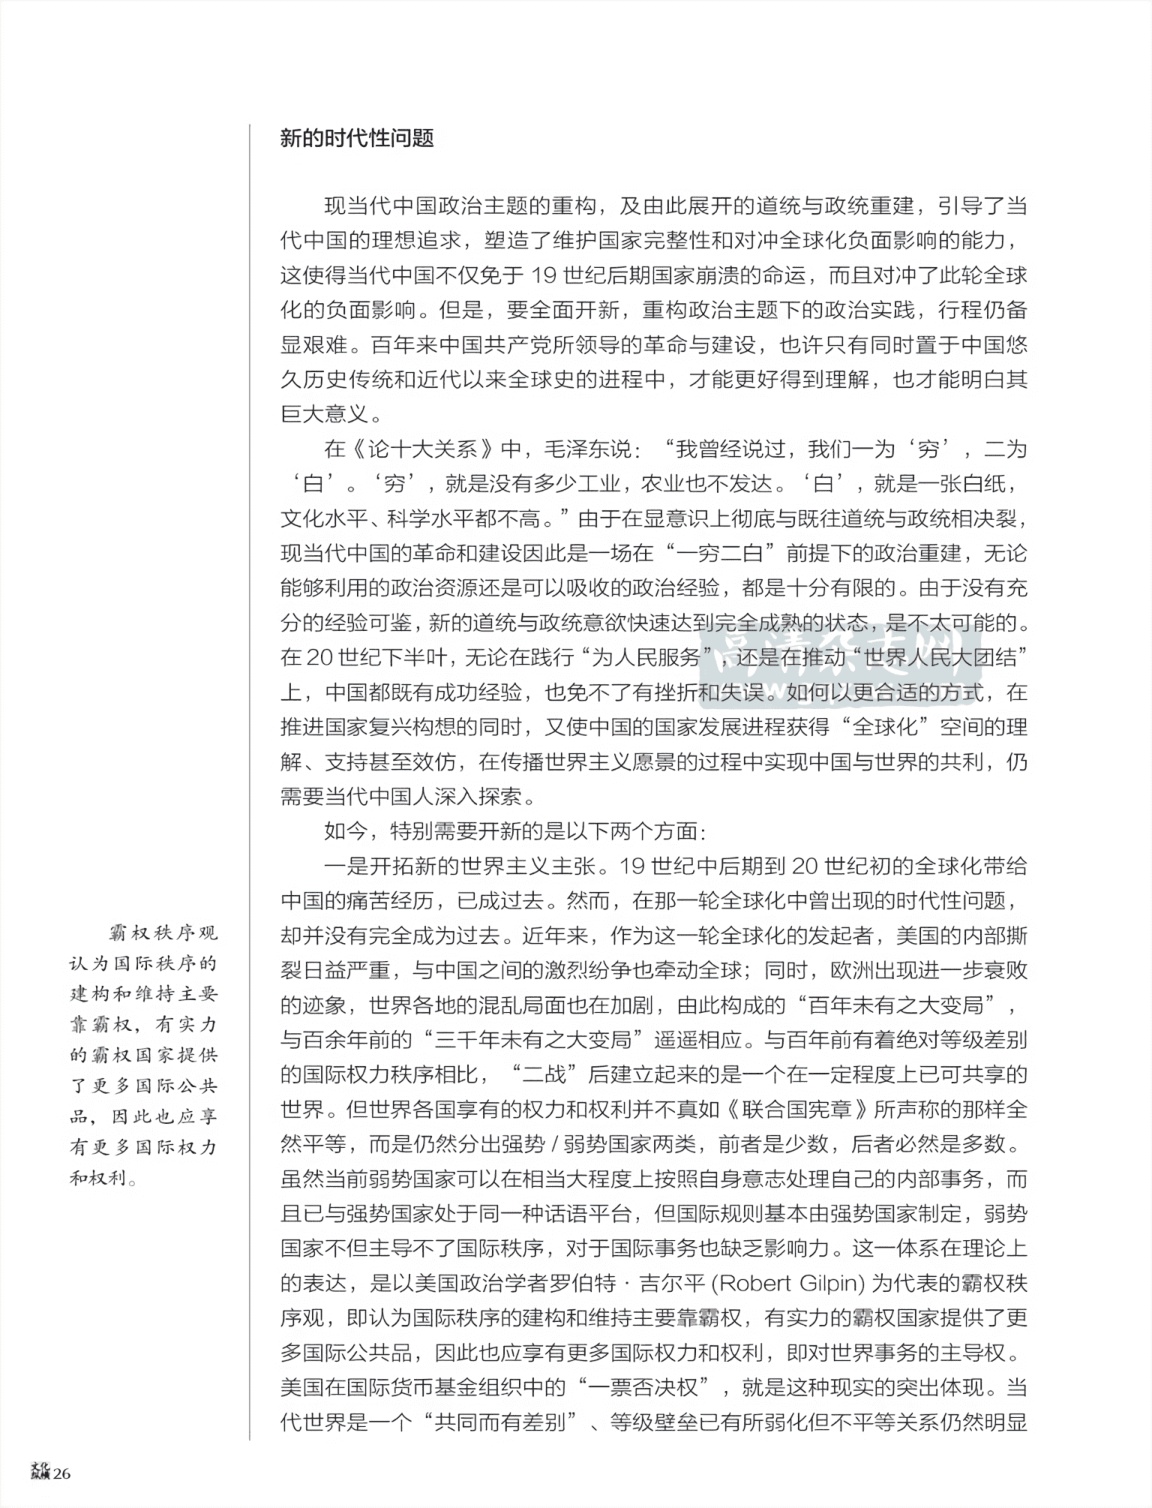 新的时代性问题
现当代中国政治主题的重构，及由此展开的道统与政统重建，引导了当
代中国的理想追求，塑造了维护国家完整性和对冲全球化负面影响的能力，
这使得当代中国不仅免于 19 世纪后期国家崩溃的命运，而且对冲了此轮全球
化的负面影响。但是，要全面开新，重构政治主题下的政治实践，行程仍备
显艰难。百年来中国共产党所领导的革命与建设，也许只有同时置于中国悠
久历史传统和近代以来全球史的进程中，才能更好得到理解，也才能明白其
巨大意义。
在《论十大关系》中，毛泽东说：“我曾经说过，我们一为‘穷’，二为
‘白’。‘穷’，就是没有多少工业，农业也不发达。‘白’，就是一张白纸，
文化水平、科学水平都不高。”由于在显意识上彻底与既往道统与政统相决裂，
现当代中国的革命和建设因此是一场在“一穷二白”前提下的政治重建，无论
能够利用的政治资源还是可以吸收的政治经验，都是十分有限的。由于没有充
分的经验可鉴，新的道统与政统意欲快速达到完全成熟的状态，是不太可能的。
在 20 世纪下半叶，无论在践行“为人民服务”，还是在推动“世界人民大团结”
上，中国都既有成功经验，也免不了有挫折和失误。如何以更合适的方式，在
推进国家复兴构想的同时，又使中国的国家发展进程获得“全球化”空间的理
解、支持甚至效仿，在传播世界主义愿景的过程中实现中国与世界的共利，仍
需要当代中国人深入探索。
如今，特别需要开新的是以下两个方面：
一是开拓新的世界主义主张。19 世纪中后期到 20 世纪初的全球化带给
中国的痛苦经历，已成过去。然而，在那一轮全球化中曾出现的时代性问题，
却并没有完全成为过去。近年来，作为这一轮全球化的发起者，美国的内部撕
裂日益严重，与中国之间的激烈纷争也牵动全球；同时，欧洲出现进一步衰败
的迹象，世界各地的混乱局面也在加剧，由此构成的“百年未有之大变局”，
与百余年前的“三千年未有之大变局”遥遥相应。与百年前有着绝对等级差别
的国际权力秩序相比，“二战”后建立起来的是一个在一定程度上已可共享的
世界。但世界各国享有的权力和权利并不真如《联合国宪章》所声称的那样全
然平等，而是仍然分出强势 / 弱势国家两类，前者是少数，后者必然是多数。
虽然当前弱势国家可以在相当大程度上按照自身意志处理自己的内部事务，而
且已与强势国家处于同一种话语平台，但国际规则基本由强势国家制定，弱势
国家不但主导不了国际秩序，对于国际事务也缺乏影响力。这一体系在理论上
的表达，是以美国政治学者罗伯特·吉尔平 (Robert Gilpin) 为代表的霸权秩
序观，即认为国际秩序的建构和维持主要靠霸权，有实力的霸权国家提供了更
多国际公共品，因此也应享有更多国际权力和权利，即对世界事务的主导权。
美国在国际货币基金组织中的“一票否决权”，就是这种现实的突出体现。当
代世界是一个“共同而有差别”、等级壁垒已有所弱化但不平等关系仍然明显
霸权秩序观
认为国际秩序的
建构和维持主要
靠霸权，有实力
的霸权国家提供
了更多国际公共
品，因此也应享
有更多国际权力
和权利。
高清杂志网
文化
纵横 26